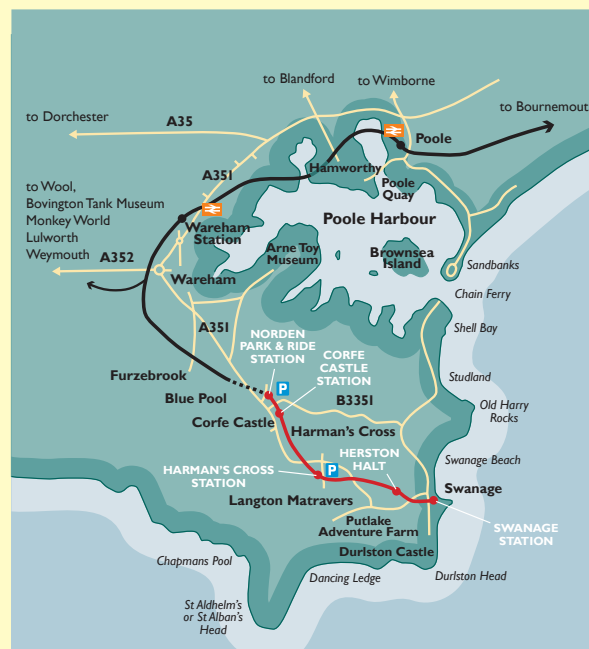 to Blandford
to Wimborne
to Bournemout
to Dorchester
A35
Poole
Hamworthy
A351
Poole
Quay
to Wool,
Bovington Tank Museum
Monkey World
Lulworth
Weymouth
Poole Harbour
Wareham
Station
Arne Toy
Museum
Brownsea
Island
Sandbanks
A352
Wareham
Chain Ferry
A351
Shell Bay
NORDEN
PARK & RIDE
STATION
CORFE
CASTLE
STATION
Furzebrook
Studland
Blue Pool
P
B3351
Old Harry
Rocks
Corfe Castle
Harman's Cross
HERSTON
HALT
Swanage Beach
HARMAN'S CROSS
STATION
P
Swanage
Langton Matravers
SWANAGE
STATION
Putlake
Adventure Farm
Durlston Castle
Chapmans Pool
Dancing Ledge
Durlston Head
St Aldhelm's
or St Alban's
Head